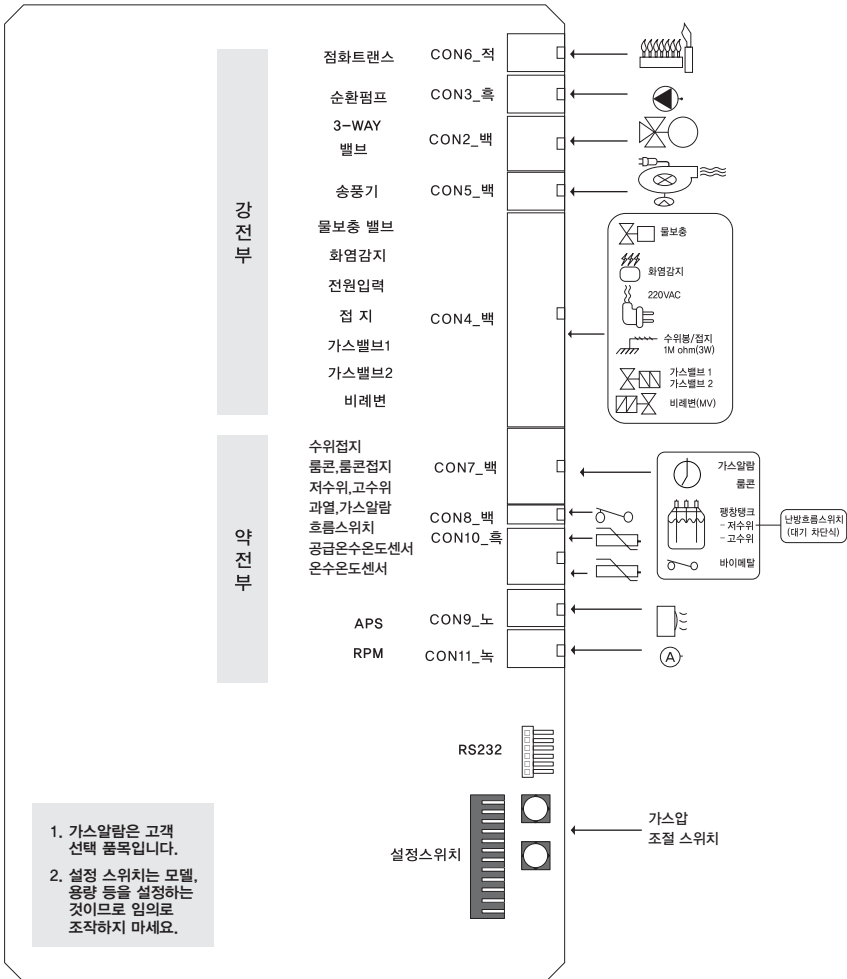 점화트랜스 CON6_적
순환펌프 CON3_흑
3-WAY
밸브
CON2_백
송풍기 CON5_백
강전부
물보충 밸브
화염감지
전원입력
접 지
가스밸브1
가스밸브2
비례변
CON4_백
물보충
화염감지
220VAC
수위봉/접지
1M ohm(3W)
가스밸브 1
가스밸브 2
비례변(MV)
약전부
수위접지
룸콘,룸콘접지
저수위,고수위
과열,가스알람
흐름스위치
공급온수온도센서
온수온도센서
CON7_백
CON8_백
CON10_흑
가스알람
룸콘
팽창탱크
- 저수위
- 고수위
바이메탈
난방흐름스위치
(대기 차단식)
APS CON9_노
RPM CON11_녹
A
RS232
설정스위치
가스압
조절 스위치
1. 가스알람은 고객
선택 품목입니다.
2. 설정 스위치는 모델,
용량 등을 설정하는
것이므로 임의로
조작하지 마세요.